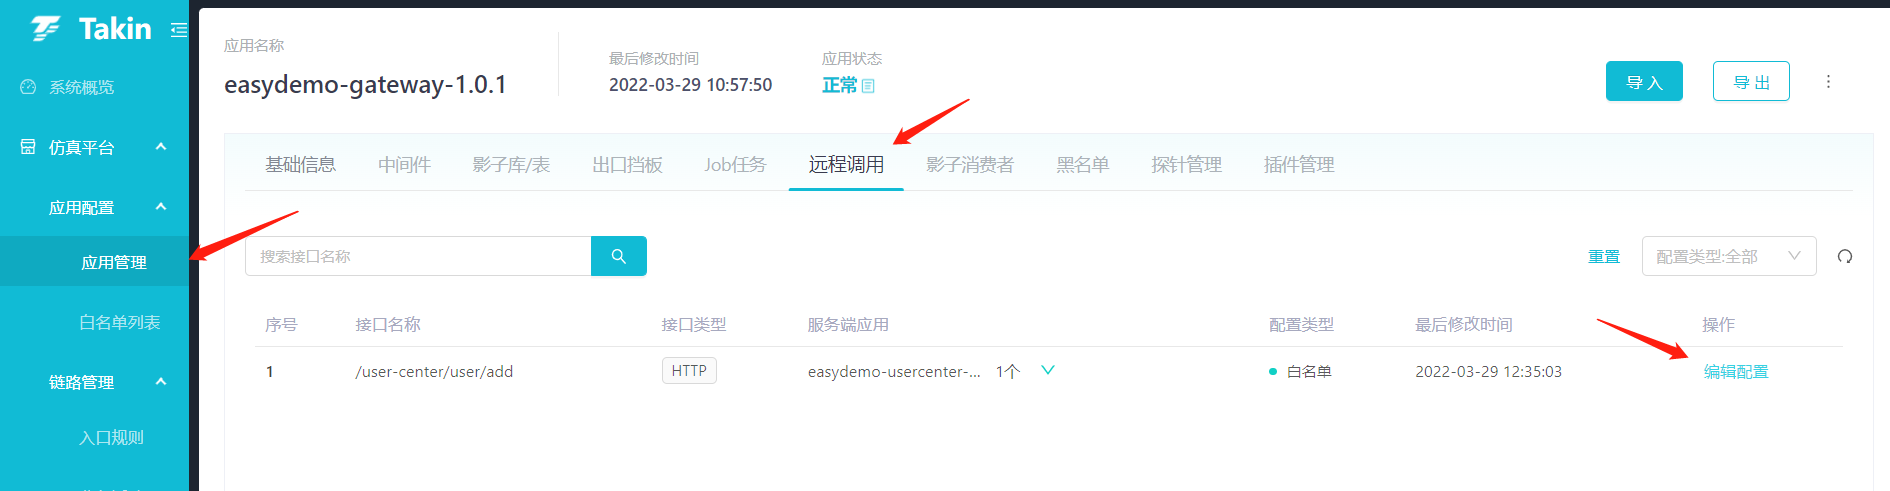 Takin
系统概览
仿真平台
应用配置
应用管理
白名单列表
链路管理
入口规则
应用名称
easydemo-gateway-1.0.1
最后修改时间
2022-03-29 10:57:50
应用状态
正常
导 入
导 出
基础信息 中间件 影子库/表 出口挡板 Job任务 远程调用 影子消费者 黑名单 探针管理 插件管理
搜索接口名称
重置 配置类型:全部
序号 接口名称 接口类型 服务端应用 配置类型 最后修改时间 操作
1 /user-center/user/add HTTP easydemo-usercenter-... 1个 白名单 2022-03-29 12:35:03 编辑配置